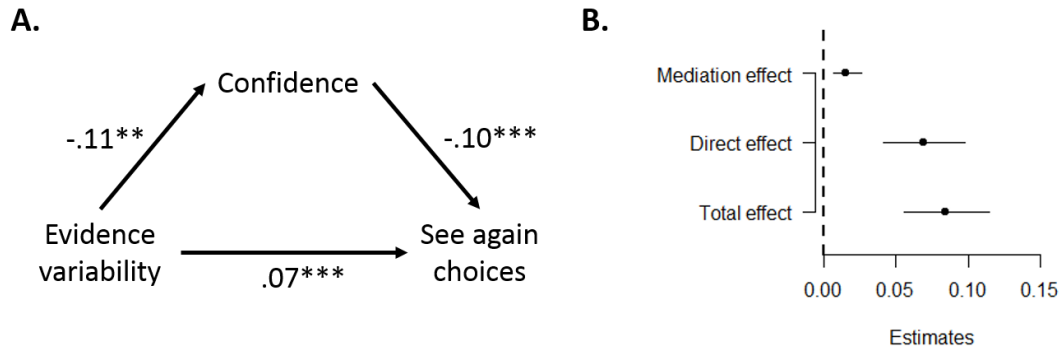 A.
Confidence
-.11**
-.10***
Evidence
variability
See again
choices
.07***
B.
Mediation effect
Direct effect
Total effect
0.00 0.05 0.10 0.15
Estimates